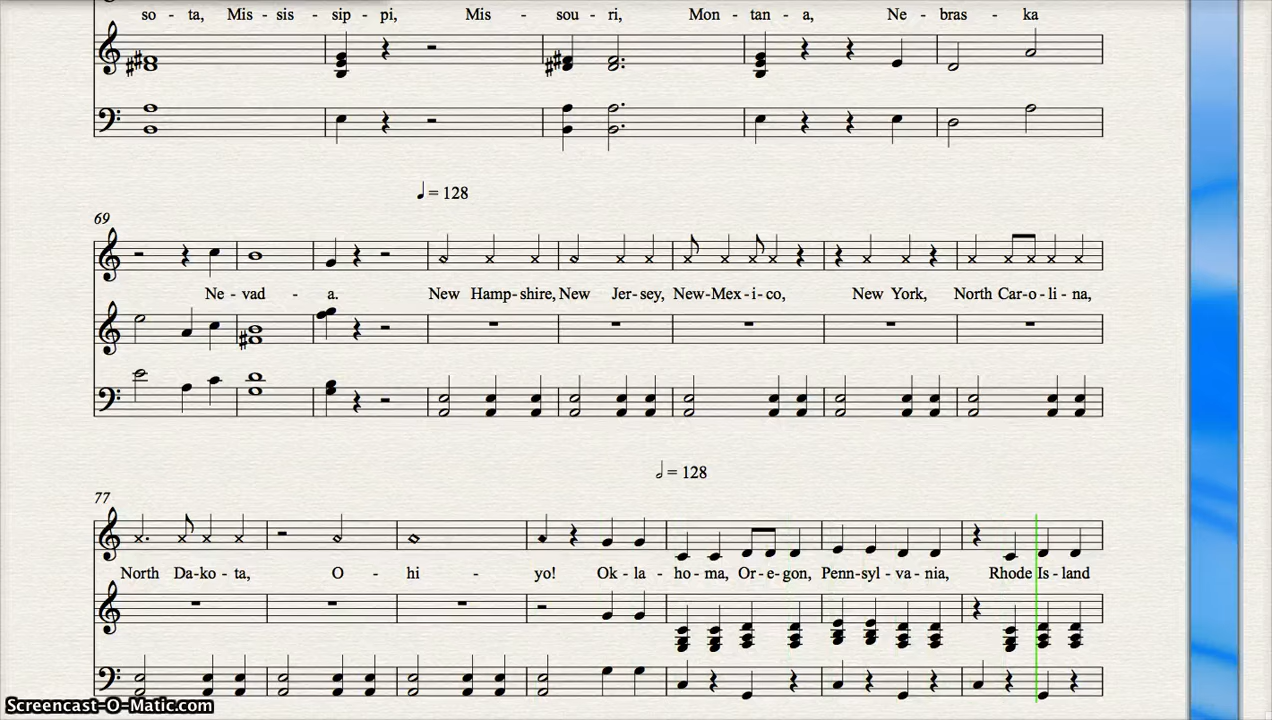 so - ta, Mis - sis - sip - pi, Mis - sou - ri, Mon - tan - a, Ne - bras - ka
= 128
69
Ne - vad - a. New Hamp - shire, New Jer - sey, New-Mex - i - co, New York, North Car - o - li - na,
= 128
77
North Da - ko - ta, O - hi - yo! Ok - la - ho - ma, Or - e - gon, Penn - syl - va - nia, Rhode Is - land
Screencast-O-Matic.com